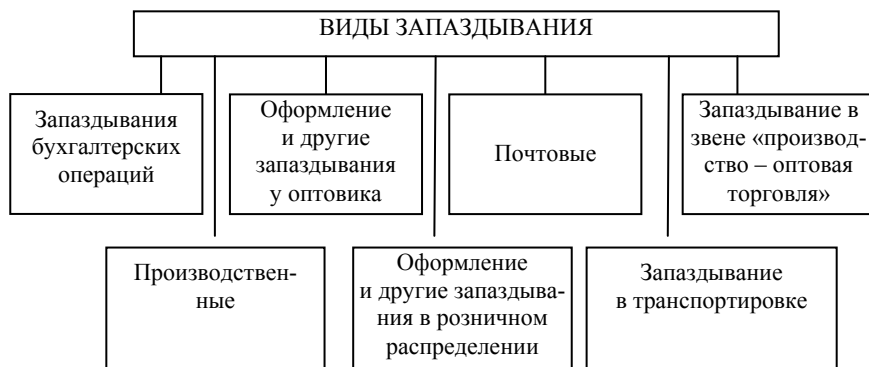 ВИДЫ ЗАПАЗДЫВАНИЯ
Запаздывания
бухгалтерских
операций
Оформление
и другие
запаздывания
у оптовика
Почтовые
Запаздывание в
звене «производ-
ство – оптовая
торговля»
Производствен-
ные
Оформление
и другие запаздыва-
ния в розничном
распределении
Запаздывание
в транспортировке